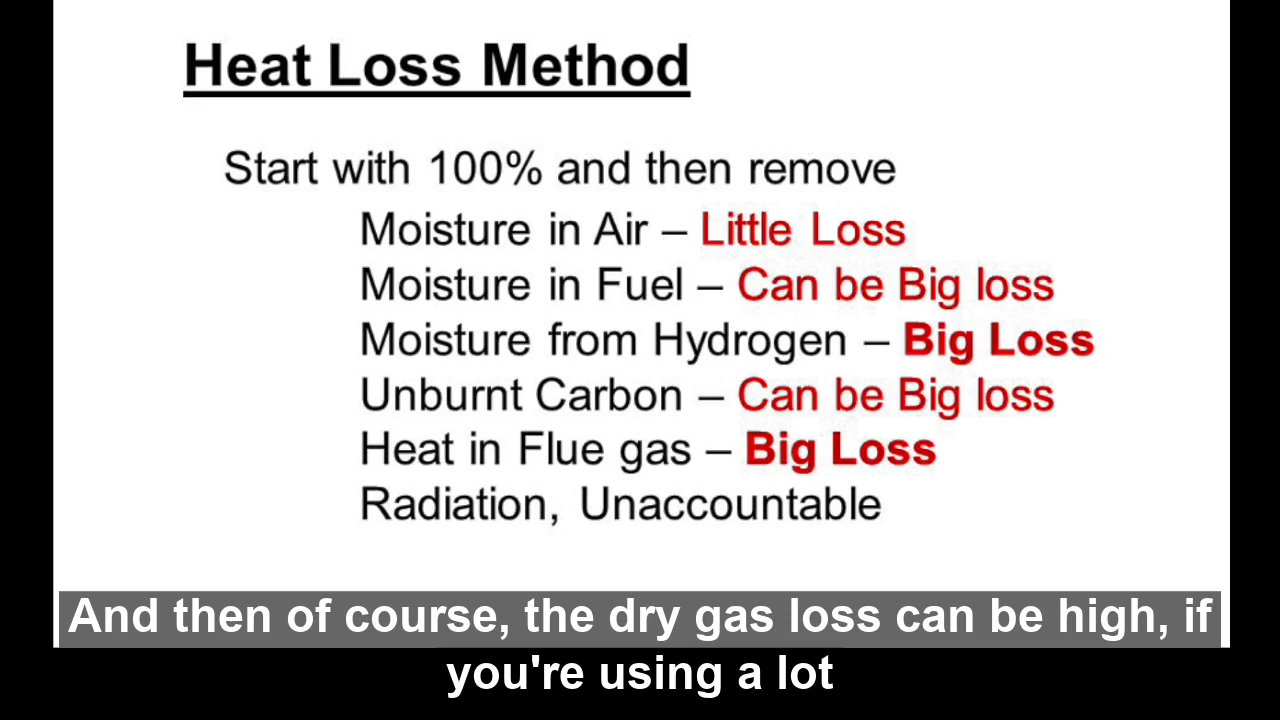 Heat Loss Method
Start with 100% and then remove
Moisture in Air – Little Loss
Moisture in Fuel – Can be Big loss
Moisture from Hydrogen – Big Loss
Unburnt Carbon – Can be Big loss
Heat in Flue gas – Big Loss
Radiation, Unaccountable
And then of course, the dry gas loss can be high, if
you're using a lot